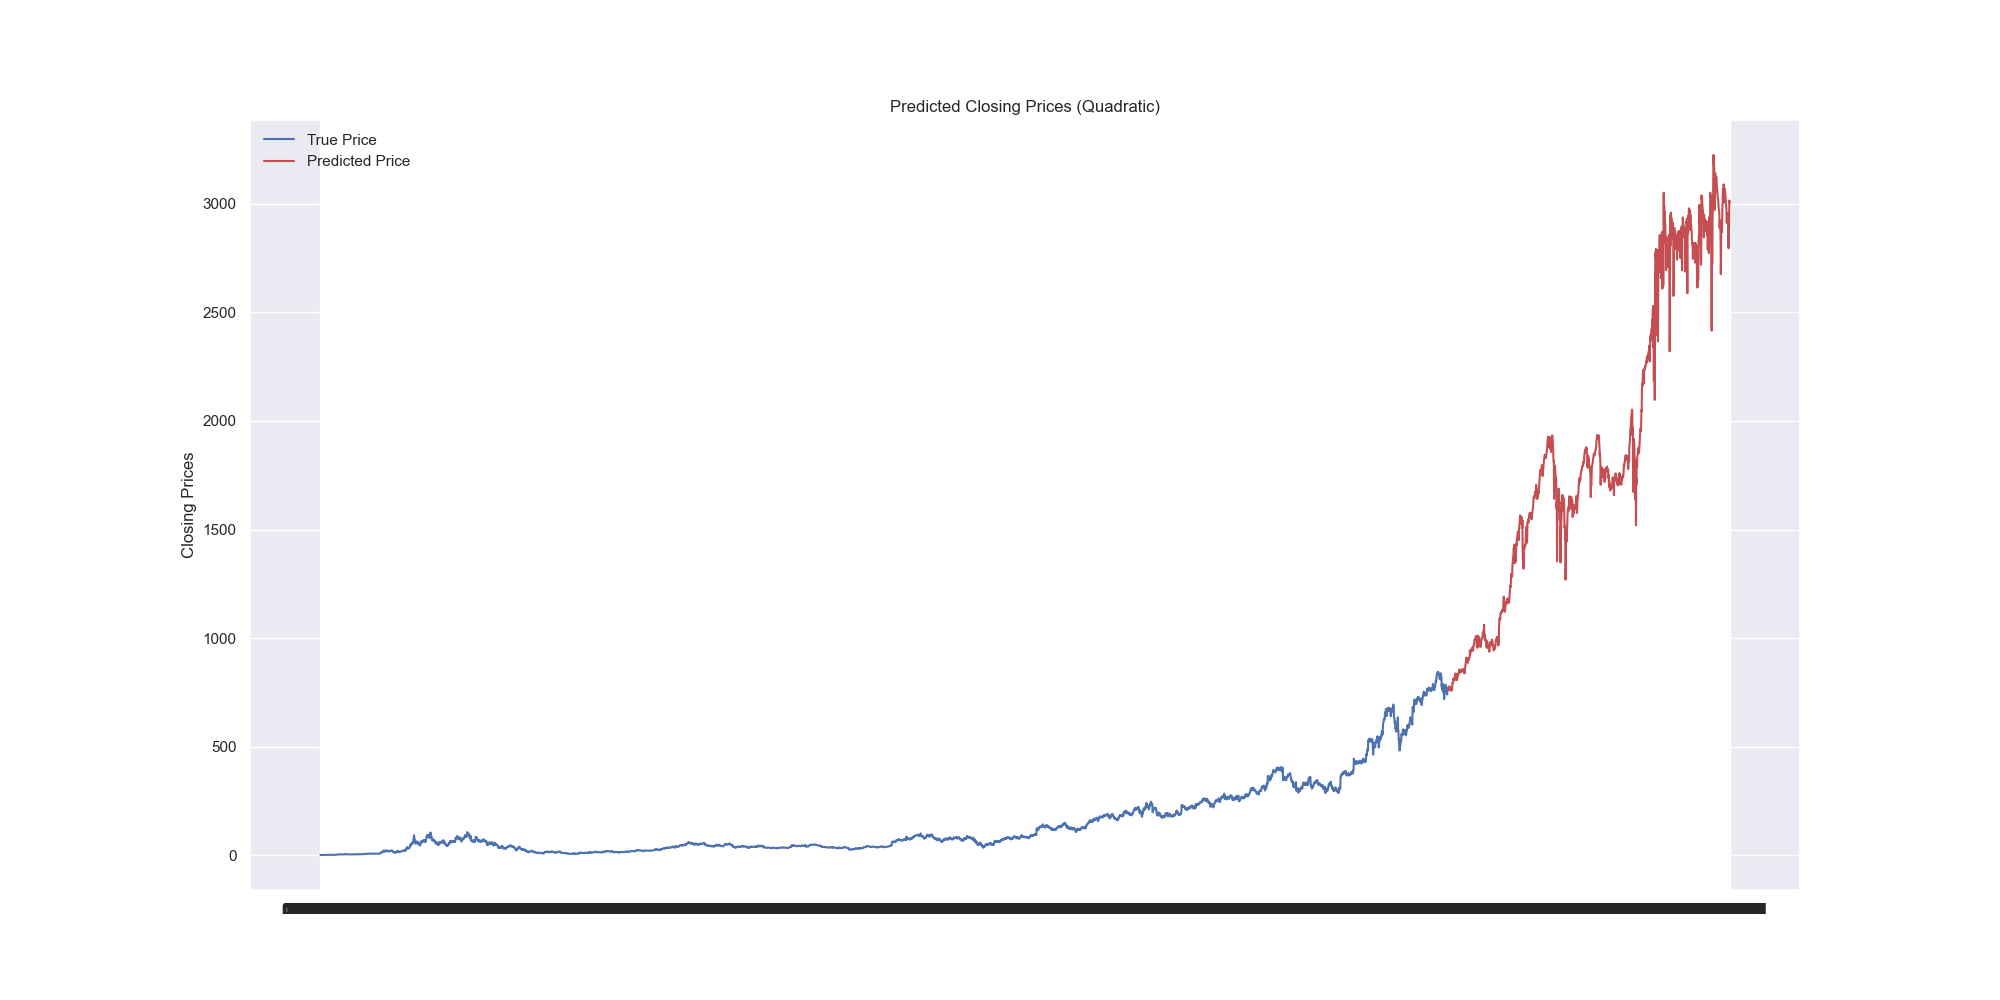 Predicted Closing Prices (Quadratic)
True Price
Predicted Price
3000
2500
2000
1500
1000
500
0
Closing Prices